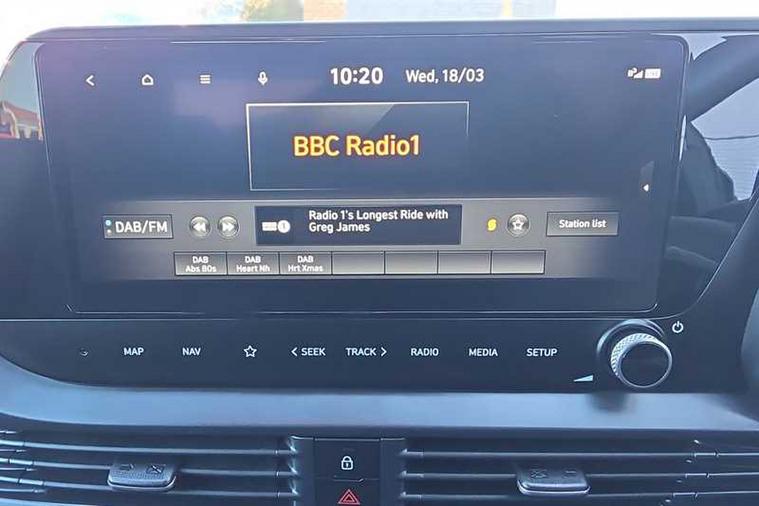 10:20 Wed, 18/03
BBC Radio1
DAB/FM
Radio 1's Longest Ride with
Greg James
Station list
DAB
Abs 80s
DAB
Heart Nh
DAB
Hrt Xmas
MAP NAV SEEK TRACK RADIO MEDIA SETUP